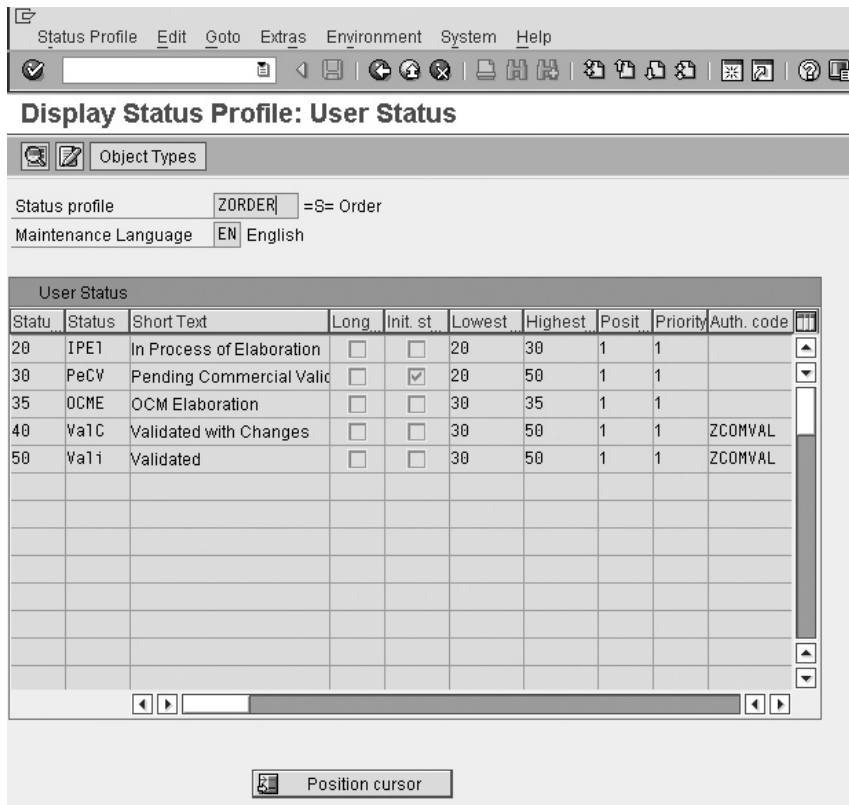 Status Profile Edit Goto Extras Environment System Help
Display Status Profile: User Status
Object Types
Status profile ZORDER =S= Order
Maintenance Language EN English
User Status
Statu... Status Short Text Long... Init. st... Lowest ... Highest ... Posit... Priority Auth. code
20 IPEl In Process of Elaboration 20 30 1 1
30 PeCV Pending Commercial Valid 20 50 1 1
35 OCME OCM Elaboration 30 35 1 1
40 ValC Validated with Changes 30 50 1 1 ZCOMVAL
50 Vali Validated 30 50 1 1 ZCOMVAL
Position cursor